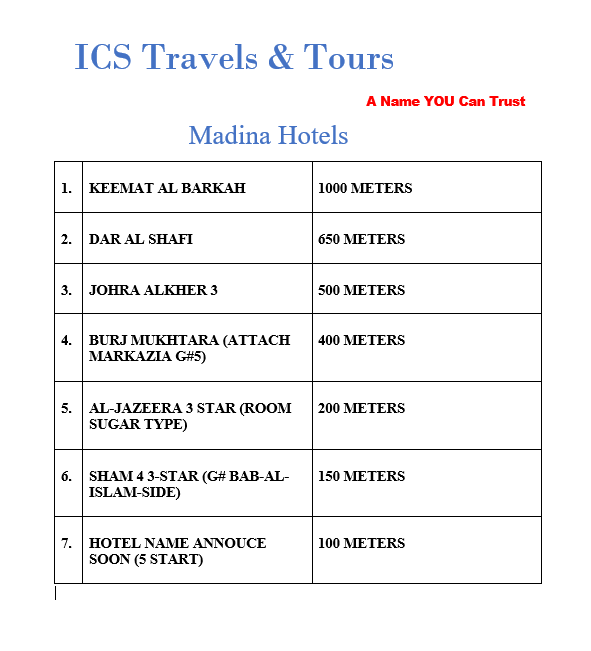 ICS Travels & Tours
A Name YOU Can Trust
Madina Hotels
1. KEEMAT AL BARKAH 1000 METERS
2. DAR AL SHAFI 650 METERS
3. JOHRA ALKHER 3 500 METERS
4. BURJ MUKHTARA (ATTACH 400 METERS
MARKAZIA G#5)
5. AL-JAZEERA 3 STAR (ROOM 200 METERS
SUGAR TYPE)
6. SHAM 4 3-STAR (G# BAB-AL- 150 METERS
ISLAM-SIDE)
7. HOTEL NAME ANNOUCE 100 METERS
SOON (5 START)